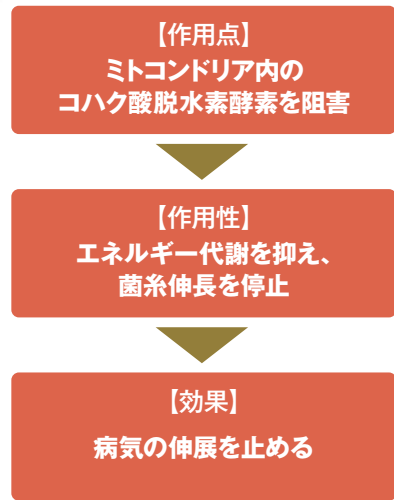 【作用点】
ミトコンドリア内の
コハク酸脱水素酵素を阻害
【作用性】
エネルギー代謝を抑え、
菌糸伸長を停止
【効果】
病気の伸展を止める